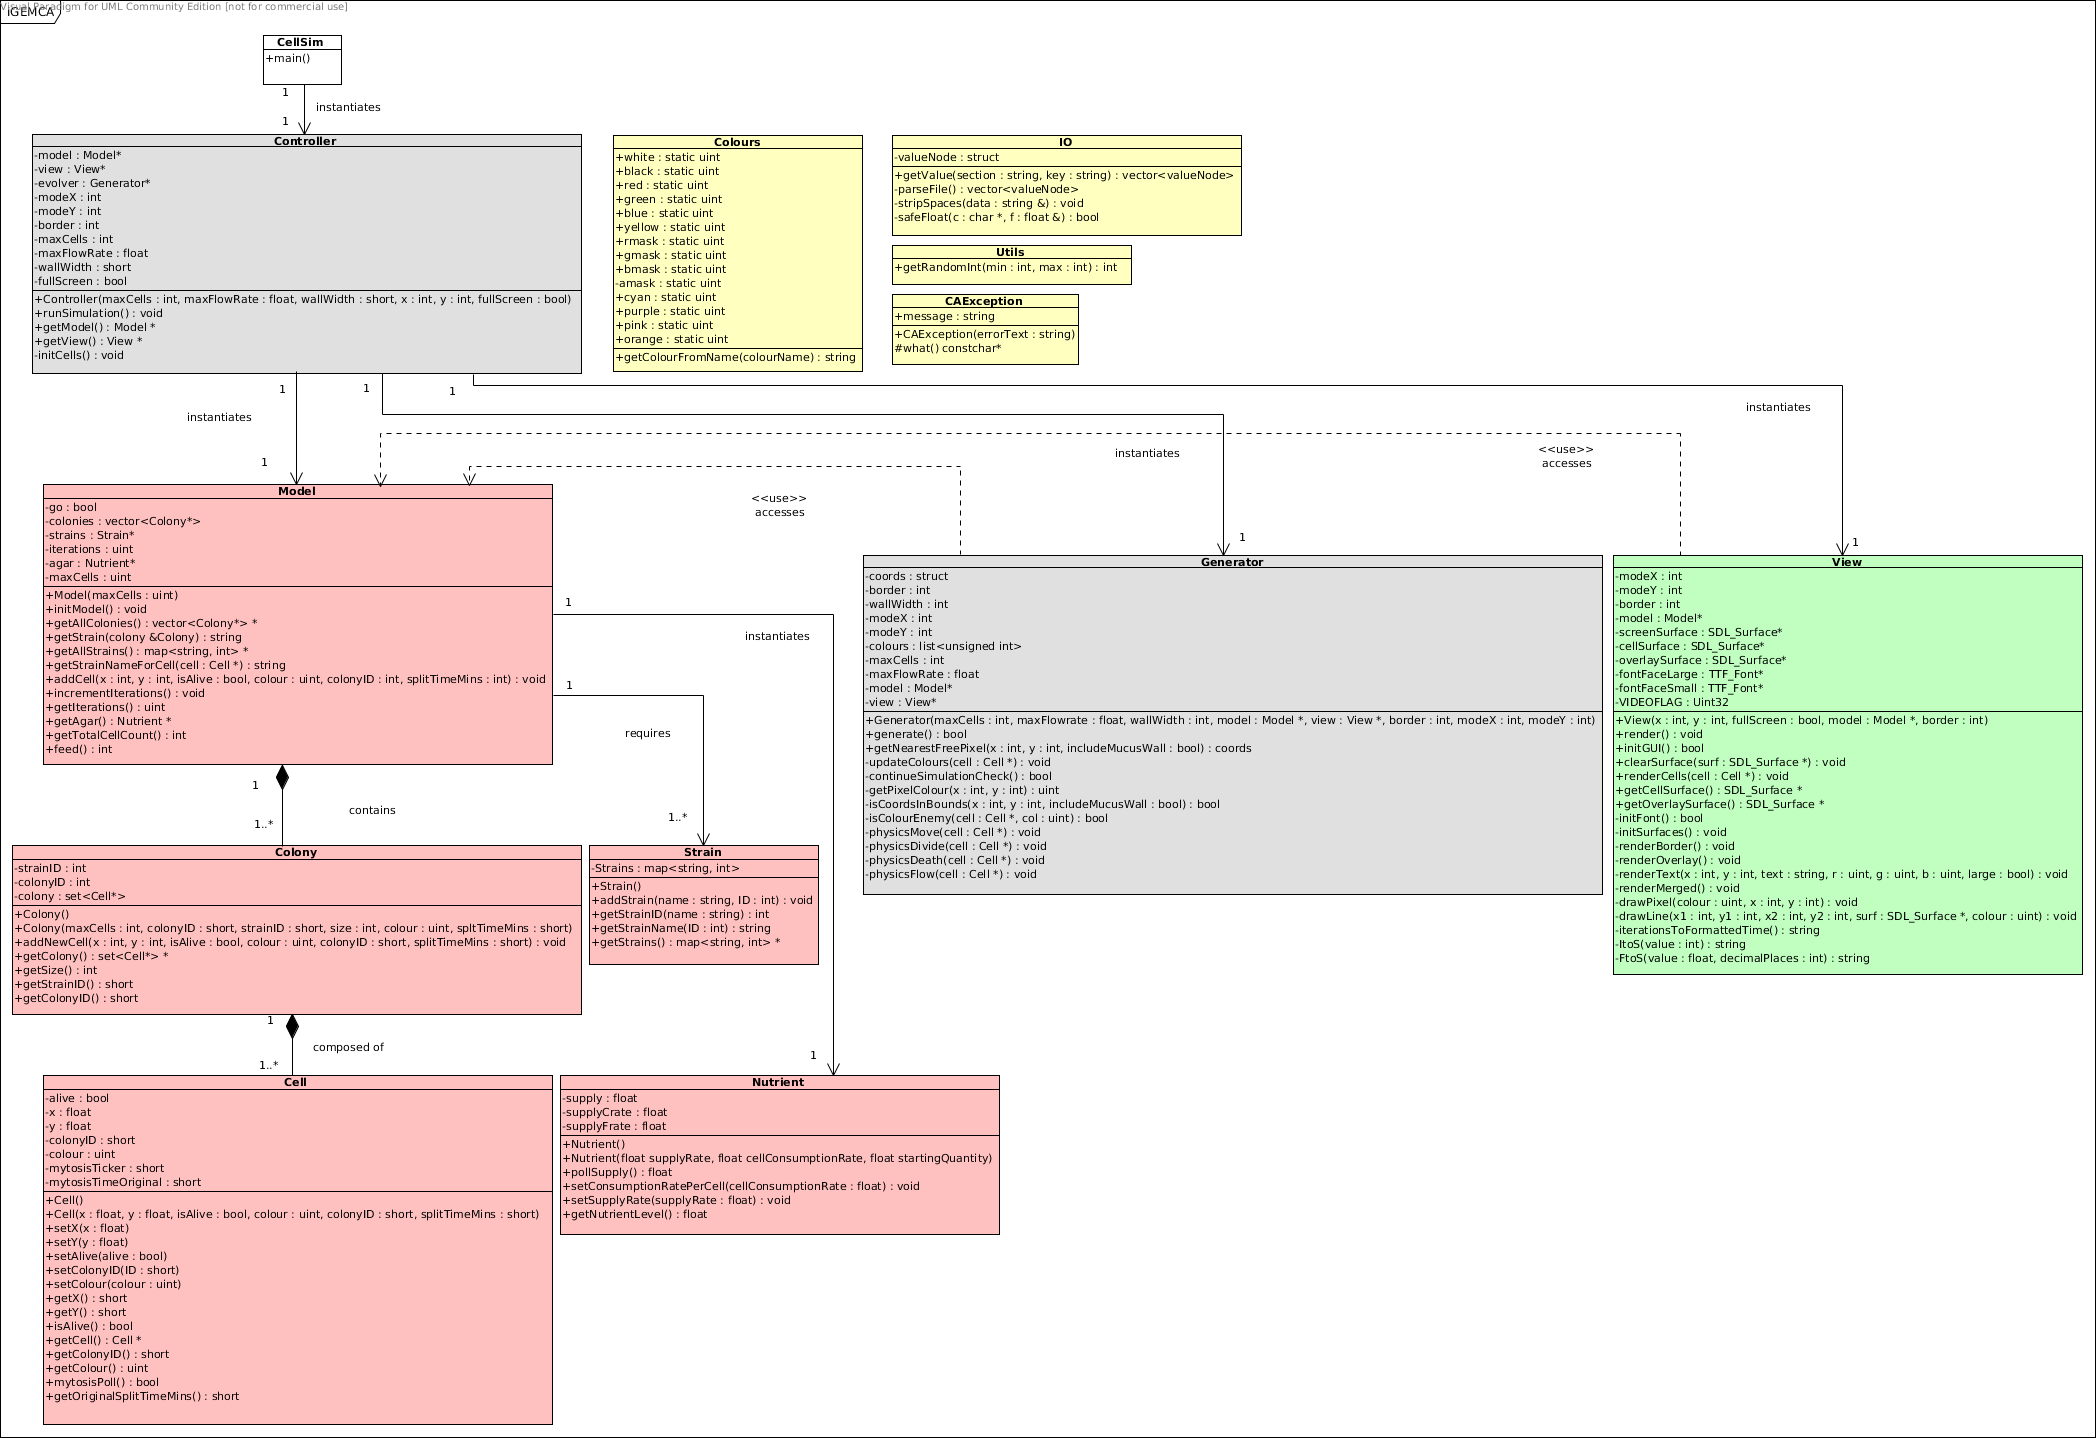 Visual Paradigm for UML Community Edition [not for commercial use]
iGEMCA
CellSim
+main()
1
instantiates
1
Controller
-model : Model*
-view : View*
-evolver : Generator*
-modeX : int
-modeY : int
-border : int
-maxCells : int
-maxFlowRate : float
-wallWidth : short
-fullScreen : bool
+Controller(maxCells : int, maxFlowRate : float, wallWidth : short, x : int, y : int, fullScreen : bool)
+runSimulation() : void
+getModel() : Model *
+getView() : View *
-initCells() : void
Colours
+white : static uint
+black : static uint
+red : static uint
+green : static uint
+blue : static uint
+yellow : static uint
+rmask : static uint
+gmask : static uint
+bmask : static uint
-amask : static uint
+cyan : static uint
+purple : static uint
+pink : static uint
+orange : static uint
+getColourFromName(colourName) : string
IO
-valueNode : struct
+getValue(section : string, key : string) : vector<valueNode>
-parseFile() : vector<valueNode>
-stripSpaces(data : string &) : void
-safeFloat(c : char *, f : float &) : bool
Utils
+getRandomInt(min : int, max : int) : int
CAException
+message : string
+CAException(errorText : string)
#what() constchar*
1
1
1
instantiates
instantiates
instantiates
<<use>>
accesses
<<use>>
accesses
1
1
1
Model
-go : bool
-colonies : vector<Colony*>
-strains : Strain*
-iterations : uint
-agar : Nutrient*
-maxCells : uint
+Model(maxCells : uint)
+initModel() : void
+getAllColonies() : vector<Colony*> *
+getStrain(colony &Colony) : string
+getAllStrains() : map<string, int> *
+getStrainNameForCell(cell : Cell *) : string
+addCell(x : int, y : int, isAlive : bool, colour : uint, colonyID : int, splitTimeMins : int) : void
+incrementIterations() : void
+getIterations() : uint
+getAgar() : Nutrient *
+getTotalCellCount() : int
+feed() : int
1
instantiates
1
requires
1..*
Generator
-coords : struct
-border : int
-wallWidth : int
-modeX : int
-modeY : int
-colours : list<unsigned int>
-maxCells : int
-maxFlowRate : float
-model : Model*
-view : View*
+Generator(maxCells : int, maxFlowrate : float, wallWidth : int, model : Model *, view : View *, border : int, modeX : int, modeY : int)
+generate() : bool
+getNearestFreePixel(x : int, y : int, includeMucusWall : bool) : coords
-updateColours(cell : Cell *) : void
-continueSimulationCheck() : bool
-getPixelColour(x : int, y : int) : uint
-isCoordsInBounds(x : int, y : int, includeMucusWall : bool) : bool
-isColourEnemy(cell : Cell *, col : uint) : bool
-physicsMove(cell : Cell *) : void
-physicsDivide(cell : Cell *) : void
-physicsDeath(cell : Cell *) : void
-physicsFlow(cell : Cell *) : void
View
-modeX : int
-modeY : int
-border : int
-model : Model*
-screenSurface : SDL_Surface*
-cellSurface : SDL_Surface*
-overlaySurface : SDL_Surface*
-fontFaceLarge : TTF_Font*
-fontFaceSmall : TTF_Font*
-VIDEOFLAG : Uint32
+View(x : int, y : int, fullScreen : bool, model : Model *, border : int)
+render() : void
+initGUI() : bool
+clearSurface(surf : SDL_Surface *) : void
+renderCells(cell : Cell *) : void
+getCellSurface() : SDL_Surface *
+getOverlaySurface() : SDL_Surface *
-initFont() : bool
-initSurfaces() : void
-renderBorder() : void
-renderOverlay() : void
-renderText(x : int, y : int, text : string, r : uint, g : uint, b : uint, large : bool) : void
-renderMerged() : void
-drawPixel(colour : uint, x : int, y : int) : void
-drawLine(x1 : int, y1 : int, x2 : int, y2 : int, surf : SDL_Surface *, colour : uint) : void
-iterationsToFormattedTime() : string
-ItoS(value : int) : string
-FtoS(value : float, decimalPlaces : int) : string
1
contains
1..*
Colony
-strainID : int
-colonyID : int
-colony : set<Cell*>
+Colony()
+Colony(maxCells : int, colonyID : short, strainID : short, size : int, colour : uint, spltTimeMins : short)
+addNewCell(x : int, y : int, isAlive : bool, colour : uint, colonyID : short, splitTimeMins : short) : void
+getColony() : set<Cell*> *
+getSize() : int
+getStrainID() : short
+getColonyID() : short
Strain
-Strains : map<string, int>
+Strain()
+addStrain(name : string, ID : int) : void
+getStrainID(name : string) : int
+getStrainName(ID : int) : string
+getStrains() : map<string, int> *
1
composed of
1..*
1
Cell
-alive : bool
-x : float
-y : float
-colonyID : short
-colour : uint
-mytosisTicker : short
-mytosisTimeOriginal : short
+Cell()
+Cell(x : float, y : float, isAlive : bool, colour : uint, colonyID : short, splitTimeMins : short)
+setX(x : float)
+setY(y : float)
+setAlive(alive : bool)
+setColonyID(ID : short)
+setColour(colour : uint)
+getX() : short
+getY() : short
+isAlive() : bool
+getCell() : Cell *
+getColonyID() : short
+getColour() : uint
+mytosisPoll() : bool
+getOriginalSplitTimeMins() : short
Nutrient
-supply : float
-supplyCrate : float
-supplyFrate : float
+Nutrient()
+Nutrient(float supplyRate, float cellConsumptionRate, float startingQuantity)
+pollSupply() : float
+setConsumptionRatePerCell(cellConsumptionRate : float) : void
+setSupplyRate(supplyRate : float) : void
+getNutrientLevel() : float